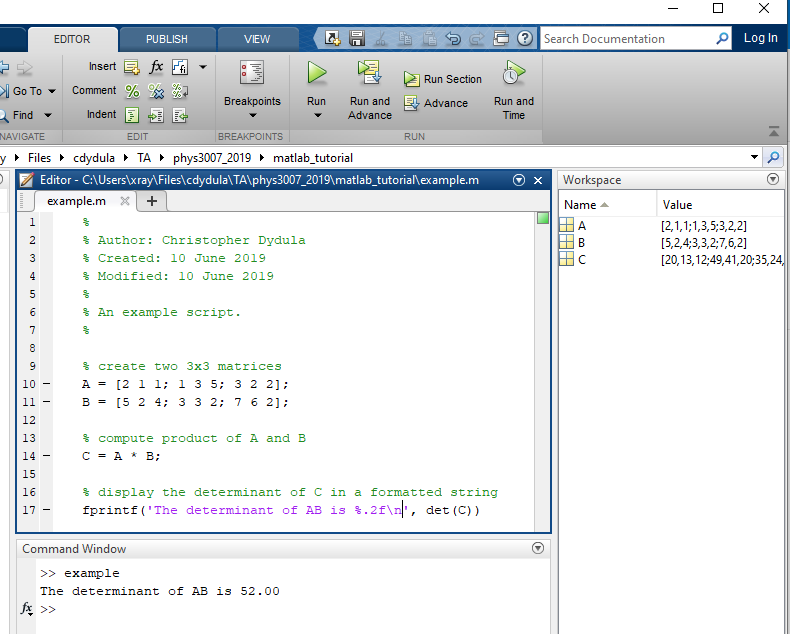 EDITOR PUBLISH VIEW
Search Documentation
Log In
Insert fx
Comment
Indent
Go To
Find
Breakpoints
Run
Run and Advance
Run Section
Advance
Run and Time
NAVIGATE EDIT BREAKPOINTS RUN
y Files cdydula TA phys3007_2019 matlab_tutorial
Editor - C:\Users\xray\Files\cdydula\TA\phys3007_2019\matlab_tutorial\example.m
example.m
1 %
2 % Author: Christopher Dydula
3 % Created: 10 June 2019
4 % Modified: 10 June 2019
5 %
6 % An example script.
7 %
8
9 % create two 3x3 matrices
10 – A = [2 1 1; 1 3 5; 3 2 2];
11 – B = [5 2 4; 3 3 2; 7 6 2];
12
13 % compute product of A and B
14 – C = A * B;
15
16 % display the determinant of C in a formatted string
17 – fprintf('The determinant of AB is %.2f\n', det(C))
Command Window
>> example
The determinant of AB is 52.00
fx >>
Workspace
Name Value
A [2,1,1;1,3,5;3,2,2]
B [5,2,4;3,3,2;7,6,2]
C [20,13,12;49,41,20;35,24,